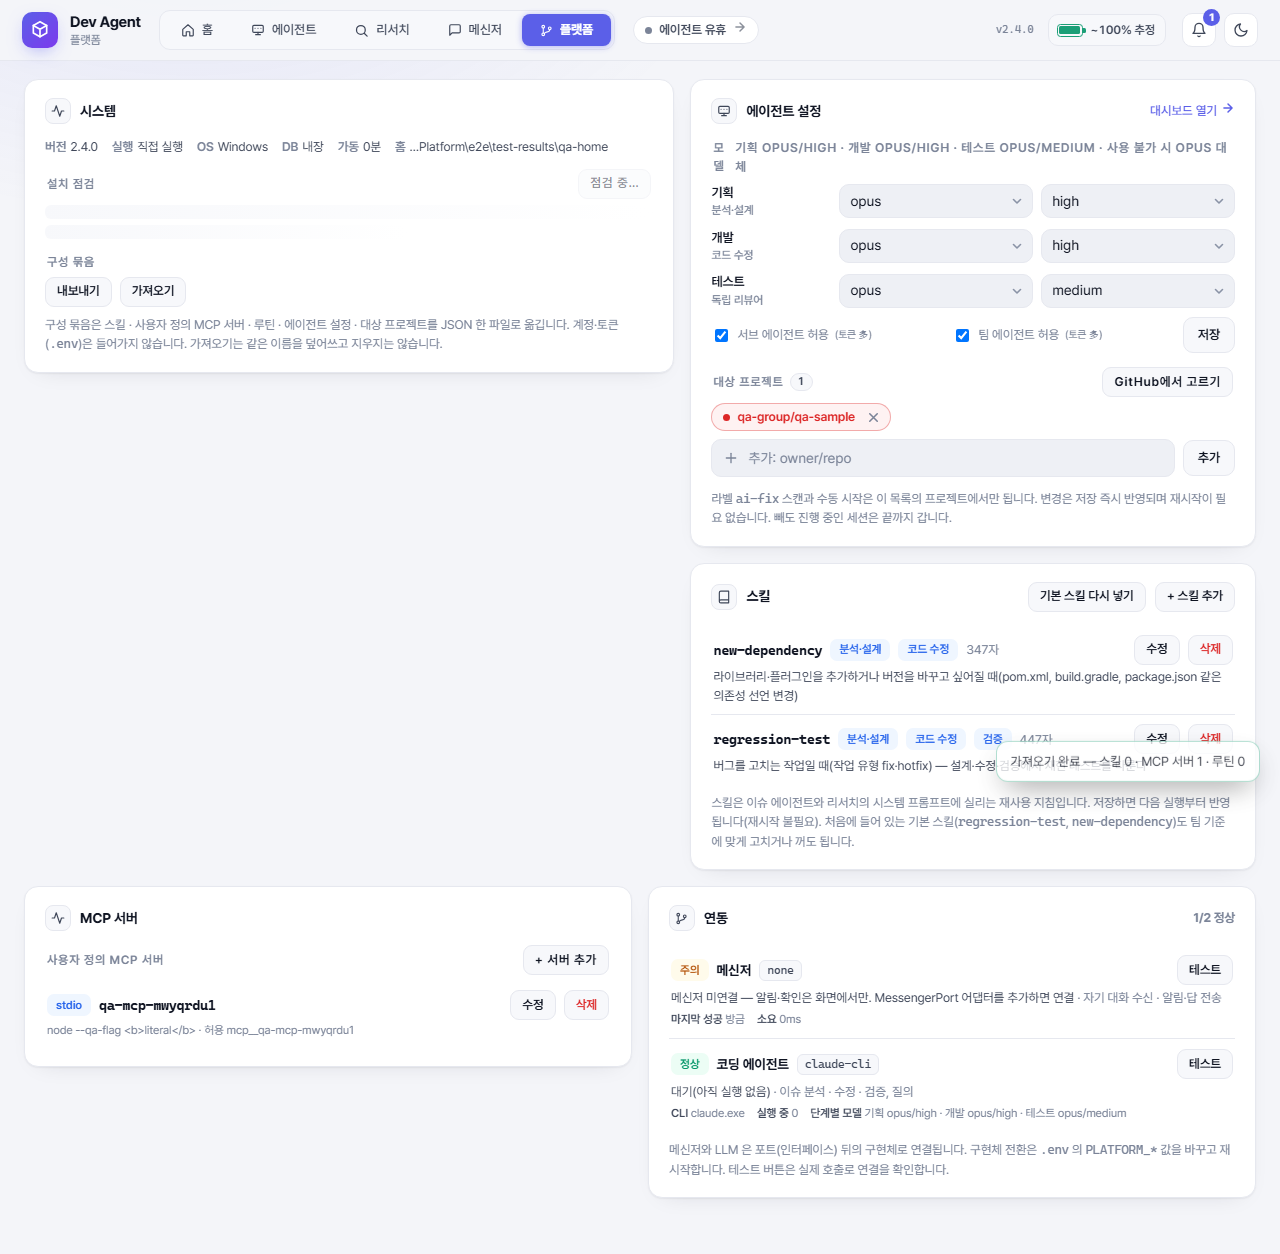 Dev Agent
플랫폼
홈
에이전트
리서치
메신저
플랫폼
에이전트 유휴
v2.4.0
~100% 추정
1
시스템
버전 2.4.0 실행 직접 실행 OS Windows DB 내장 가동 0분 홈 ...Platform\e2e\test-results\qa-home
설치 점검
점검 중...
구성 묶음
내보내기
가져오기
구성 묶음은 스킬 · 사용자 정의 MCP 서버 · 루틴 · 에이전트 설정 · 대상 프로젝트를 JSON 한 파일로 옮깁니다. 계정·토큰
(.env)은 들어가지 않습니다. 가져오기는 같은 이름을 덮어쓰고 지우지는 않습니다.
에이전트 설정
대시보드 열기
모델
기획 OPUS/HIGH · 개발 OPUS/HIGH · 테스트 OPUS/MEDIUM · 사용 불가 시 OPUS 대체
기획
분석·설계
opus
high
개발
코드 수정
opus
high
테스트
독립 리뷰어
opus
medium
서브 에이전트 허용 (토큰 多)
팀 에이전트 허용 (토큰 多)
저장
대상 프로젝트 1
GitHub에서 고르기
qa-group/qa-sample
추가: owner/repo
추가
라벨 ai-fix 스캔과 수동 시작은 이 목록의 프로젝트에서만 됩니다. 변경은 저장 즉시 반영되며 재시작이 필
요 없습니다. 빼도 진행 중인 세션은 끝까지 갑니다.
스킬
기본 스킬 다시 넣기
+ 스킬 추가
new-dependency 분석·설계 코드 수정 347자
수정
삭제
라이브러리·플러그인을 추가하거나 버전을 바꾸고 싶어질 때(pom.xml, build.gradle, package.json 같은
의존성 선언 변경)
regression-test 분석·설계 코드 수정 검증 447자
수정
삭제
버그를 고치는 작업일 때(작업 유형 fix·hotfix) — 설계·수정·
가져오기 완료 — 스킬 0 · MCP 서버 1 · 루틴 0
스킬은 이슈 에이전트와 리서치의 시스템 프롬프트에 실리는 재사용 지침입니다. 저장하면 다음 실행부터 반영
됩니다(재시작 불필요). 처음에 들어 있는 기본 스킬(regression-test, new-dependency)도 팀 기준
에 맞게 고치거나 꺼도 됩니다.
MCP 서버
사용자 정의 MCP 서버
+ 서버 추가
stdio qa-mcp-mwyqrdu1
수정
삭제
node --qa-flag <b>literal</b> · 허용 mcp__qa-mcp-mwyqrdu1
연동
1/2 정상
주의 메신저 none
테스트
메신저 미연결 — 알림·확인은 화면에서만. MessengerPort 어댑터를 추가하면 연결 · 자기 대화 수신 · 알림·답 전송
마지막 성공 방금 소요 0ms
정상 코딩 에이전트 claude-cli
테스트
대기(아직 실행 없음) · 이슈 분석 · 수정 · 검증, 질의
CLI claude.exe 실행 중 0 단계별 모델 기획 opus/high · 개발 opus/high · 테스트 opus/medium
메신저와 LLM 은 포트(인터페이스) 뒤의 구현체로 연결됩니다. 구현체 전환은 .env 의 PLATFORM_* 값을 바꾸고 재
시작합니다. 테스트 버튼은 실제 호출로 연결을 확인합니다.